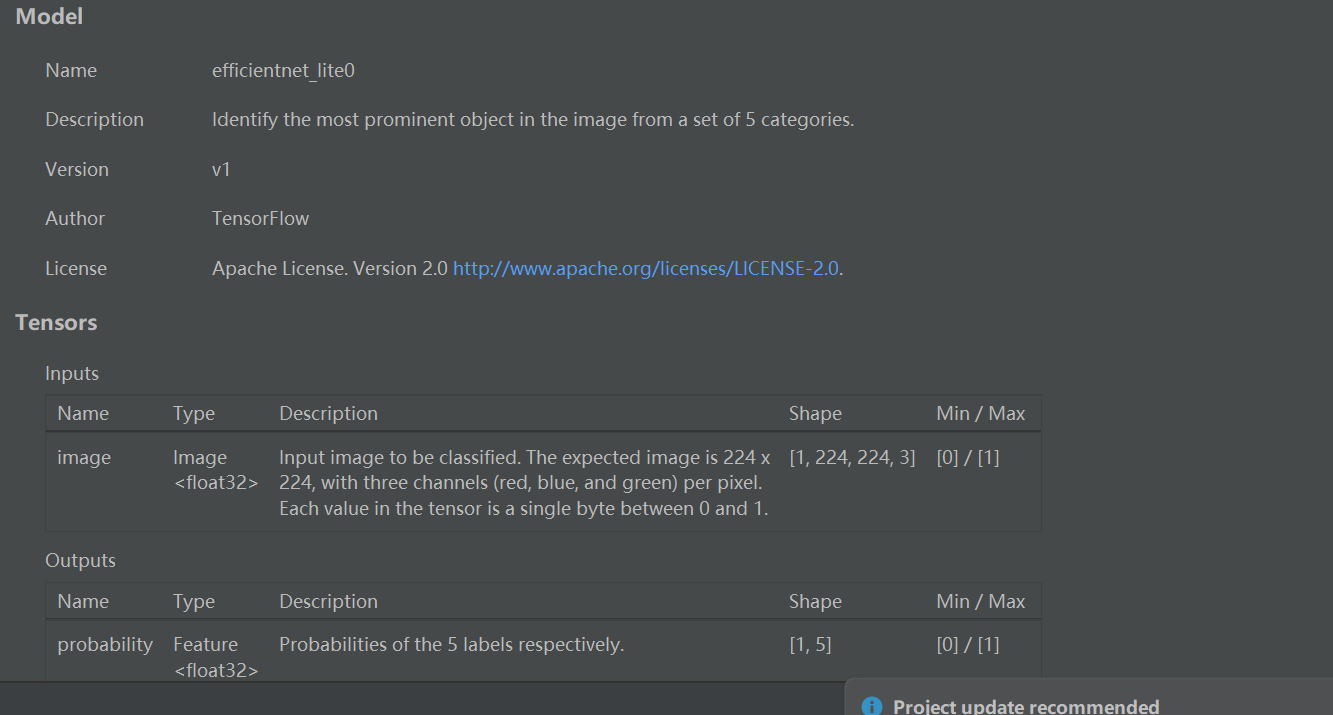 Model
Name efficientnet_lite0
Description Identify the most prominent object in the image from a set of 5 categories.
Version v1
Author TensorFlow
License Apache License. Version 2.0 http://www.apache.org/licenses/LICENSE-2.0.
Tensors
Inputs
Name Type Description Shape Min / Max
image Image Input image to be classified. The expected image is 224 x [1, 224, 224, 3] [0] / [1]
<float32> 224, with three channels (red, blue, and green) per pixel.
Each value in the tensor is a single byte between 0 and 1.
Outputs
Name Type Description Shape Min / Max
probability Feature Probabilities of the 5 labels respectively. [1, 5] [0] / [1]
<float32>
Project update recommended